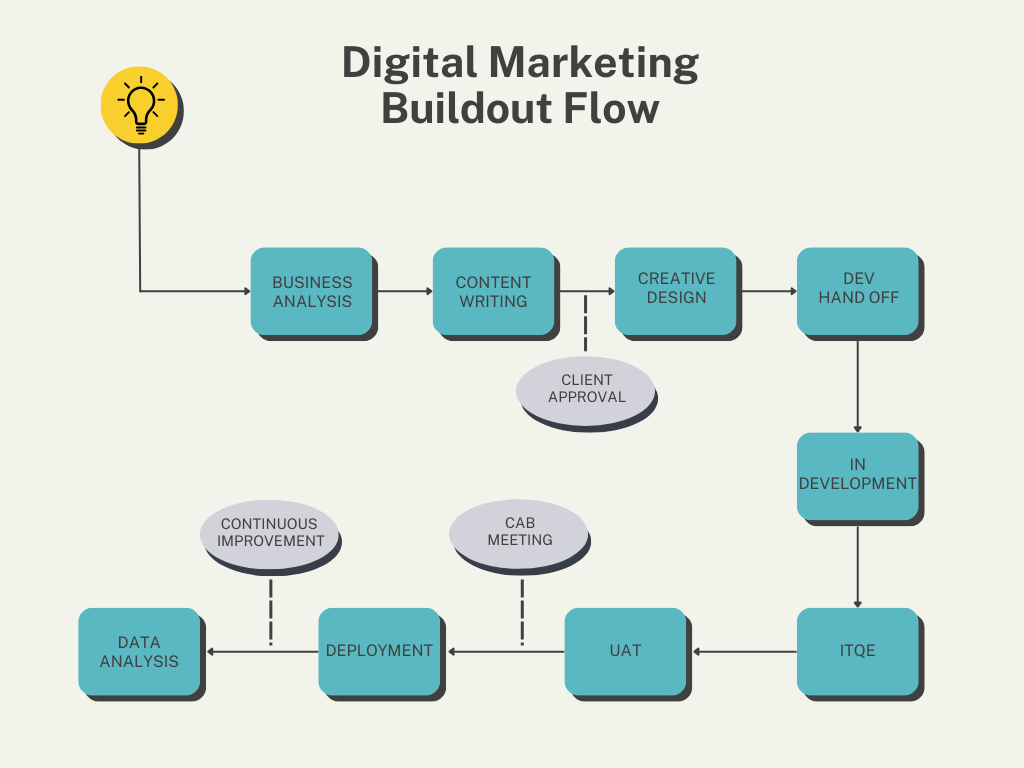 Digital Marketing
Buildout Flow
BUSINESS
ANALYSIS
CONTENT
WRITING
CREATIVE
DESIGN
DEV
HAND OFF
CLIENT
APPROVAL
IN
DEVELOPMENT
CONTINUOUS
IMPROVEMENT
CAB
MEETING
DATA
ANALYSIS
DEPLOYMENT
UAT
ITQE